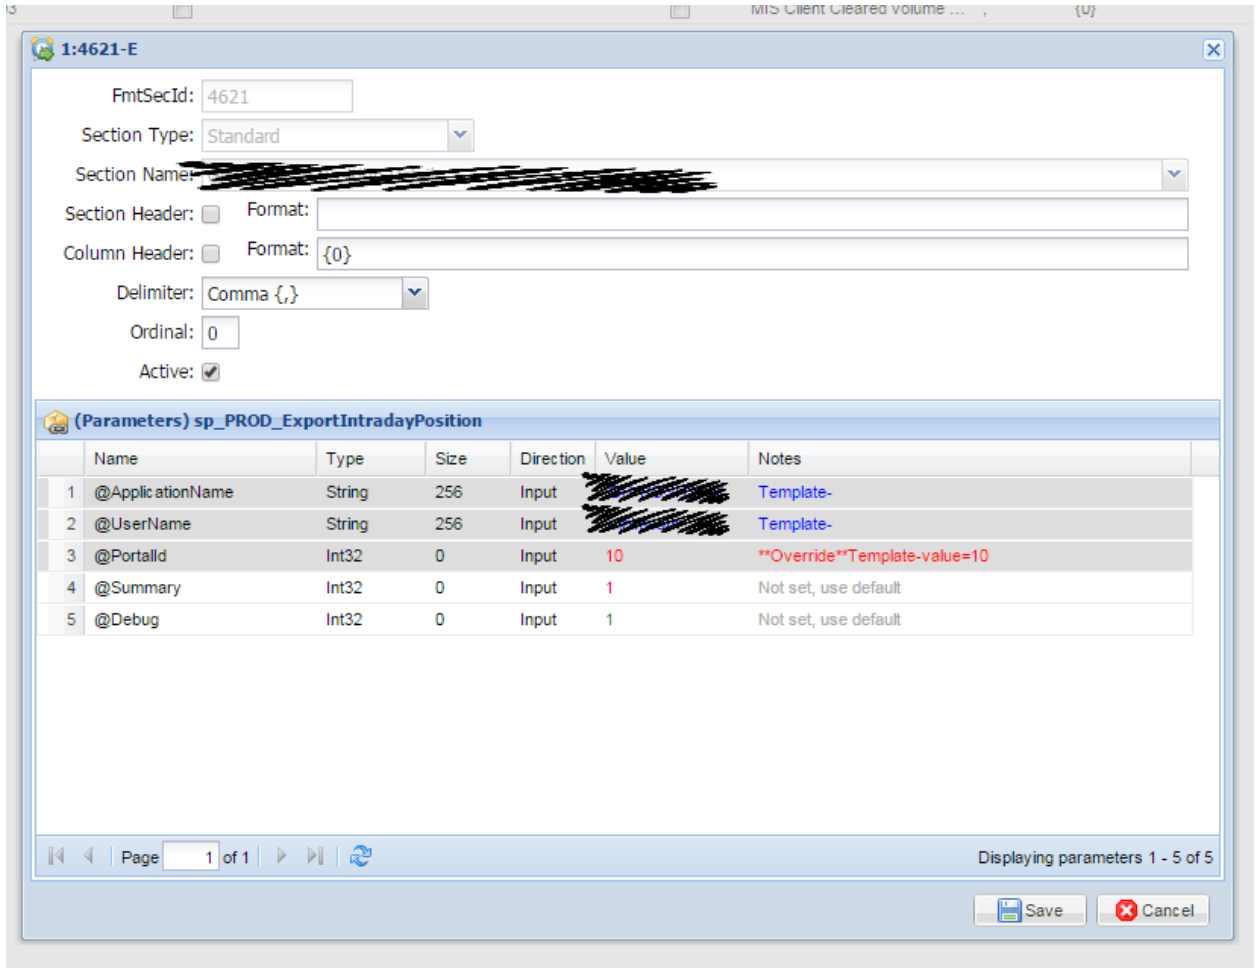 MIS Client Cleared Volume ... , {0}
1:4621-E
FmtSecId: 4621
Section Type: Standard
Section Name:
Section Header: Format:
Column Header: Format: {0}
Delimiter: Comma {,}
Ordinal: 0
Active:
(Parameters) sp_PROD_ExportIntradayPosition
Name Type Size Direction Value Notes
1 @ApplicationName String 256 Input Template-
2 @UserName String 256 Input Template-
3 @PortalId Int32 0 Input 10 **Override**Template-value=10
4 @Summary Int32 0 Input 1 Not set, use default
5 @Debug Int32 0 Input 1 Not set, use default
Page 1 of 1 Displaying parameters 1 - 5 of 5
Save Cancel